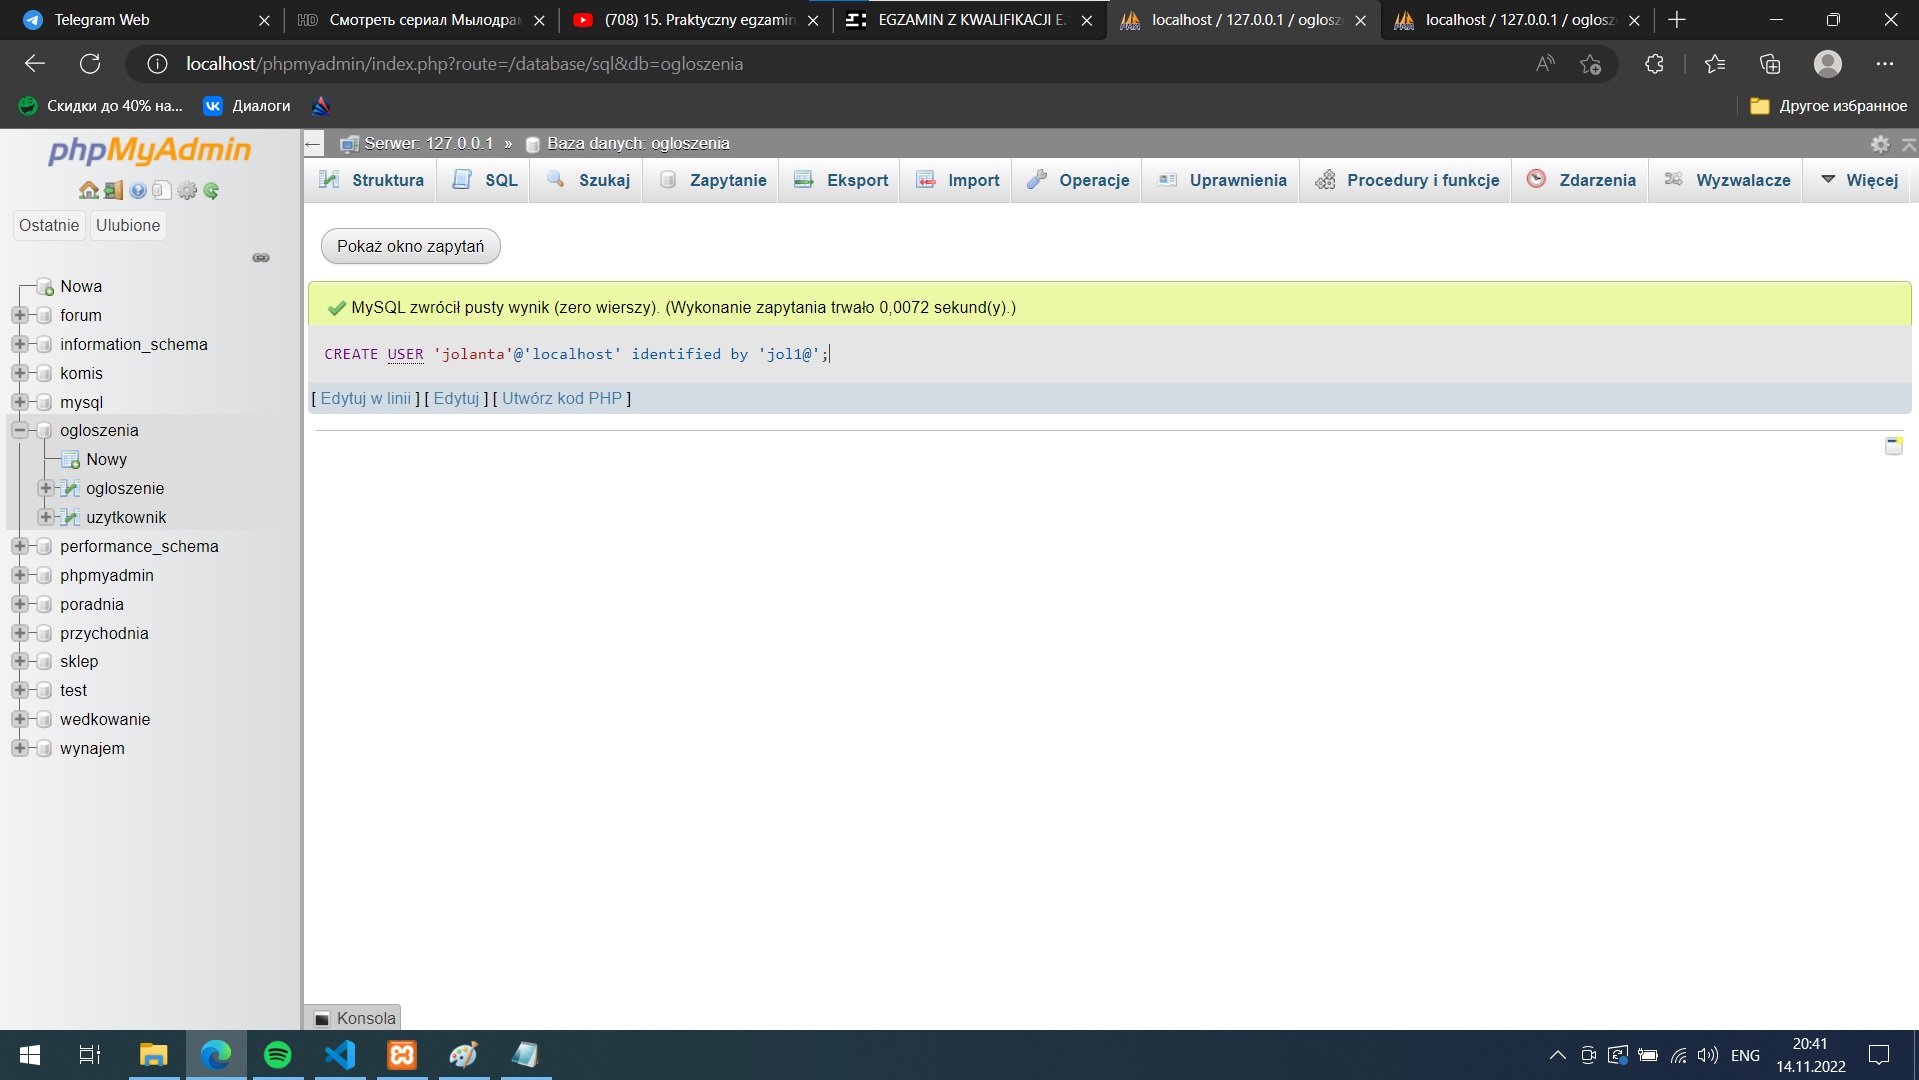 Telegram Web
HD Смотреть сериал Мылодрам
(708) 15. Praktyczny egzamin
EGZAMIN Z KWALIFIKACJI E.
localhost / 127.0.0.1 / oglosz
localhost / 127.0.0.1 / oglosz
localhost/phpmyadmin/index.php?route=/database/sql&db=ogloszenia
Скидки до 40% на...
Диалоги
Другое избранное
phpMyAdmin
Ostatnie Ulubione
Nowa
forum
information_schema
komis
mysql
ogloszenia
Nowy
ogloszenie
uzytkownik
performance_schema
phpmyadmin
poradnia
przychodnia
sklep
test
wedkowanie
wynajem
Serwer: 127.0.0.1 » Baza danych: ogloszenia
Struktura SQL Szukaj Zapytanie Eksport Import Operacje Uprawnienia Procedury i funkcje Zdarzenia Wyzwalacze Więcej
Pokaż okno zapytań
MySQL zwrócił pusty wynik (zero wierszy). (Wykonanie zapytania trwało 0,0072 sekund(y).)
CREATE USER 'jolanta'@'localhost' identified by 'jol1@';
[ Edytuj w linii ] [ Edytuj ] [ Utwórz kod PHP ]
Konsola
ENG
20:41
14.11.2022